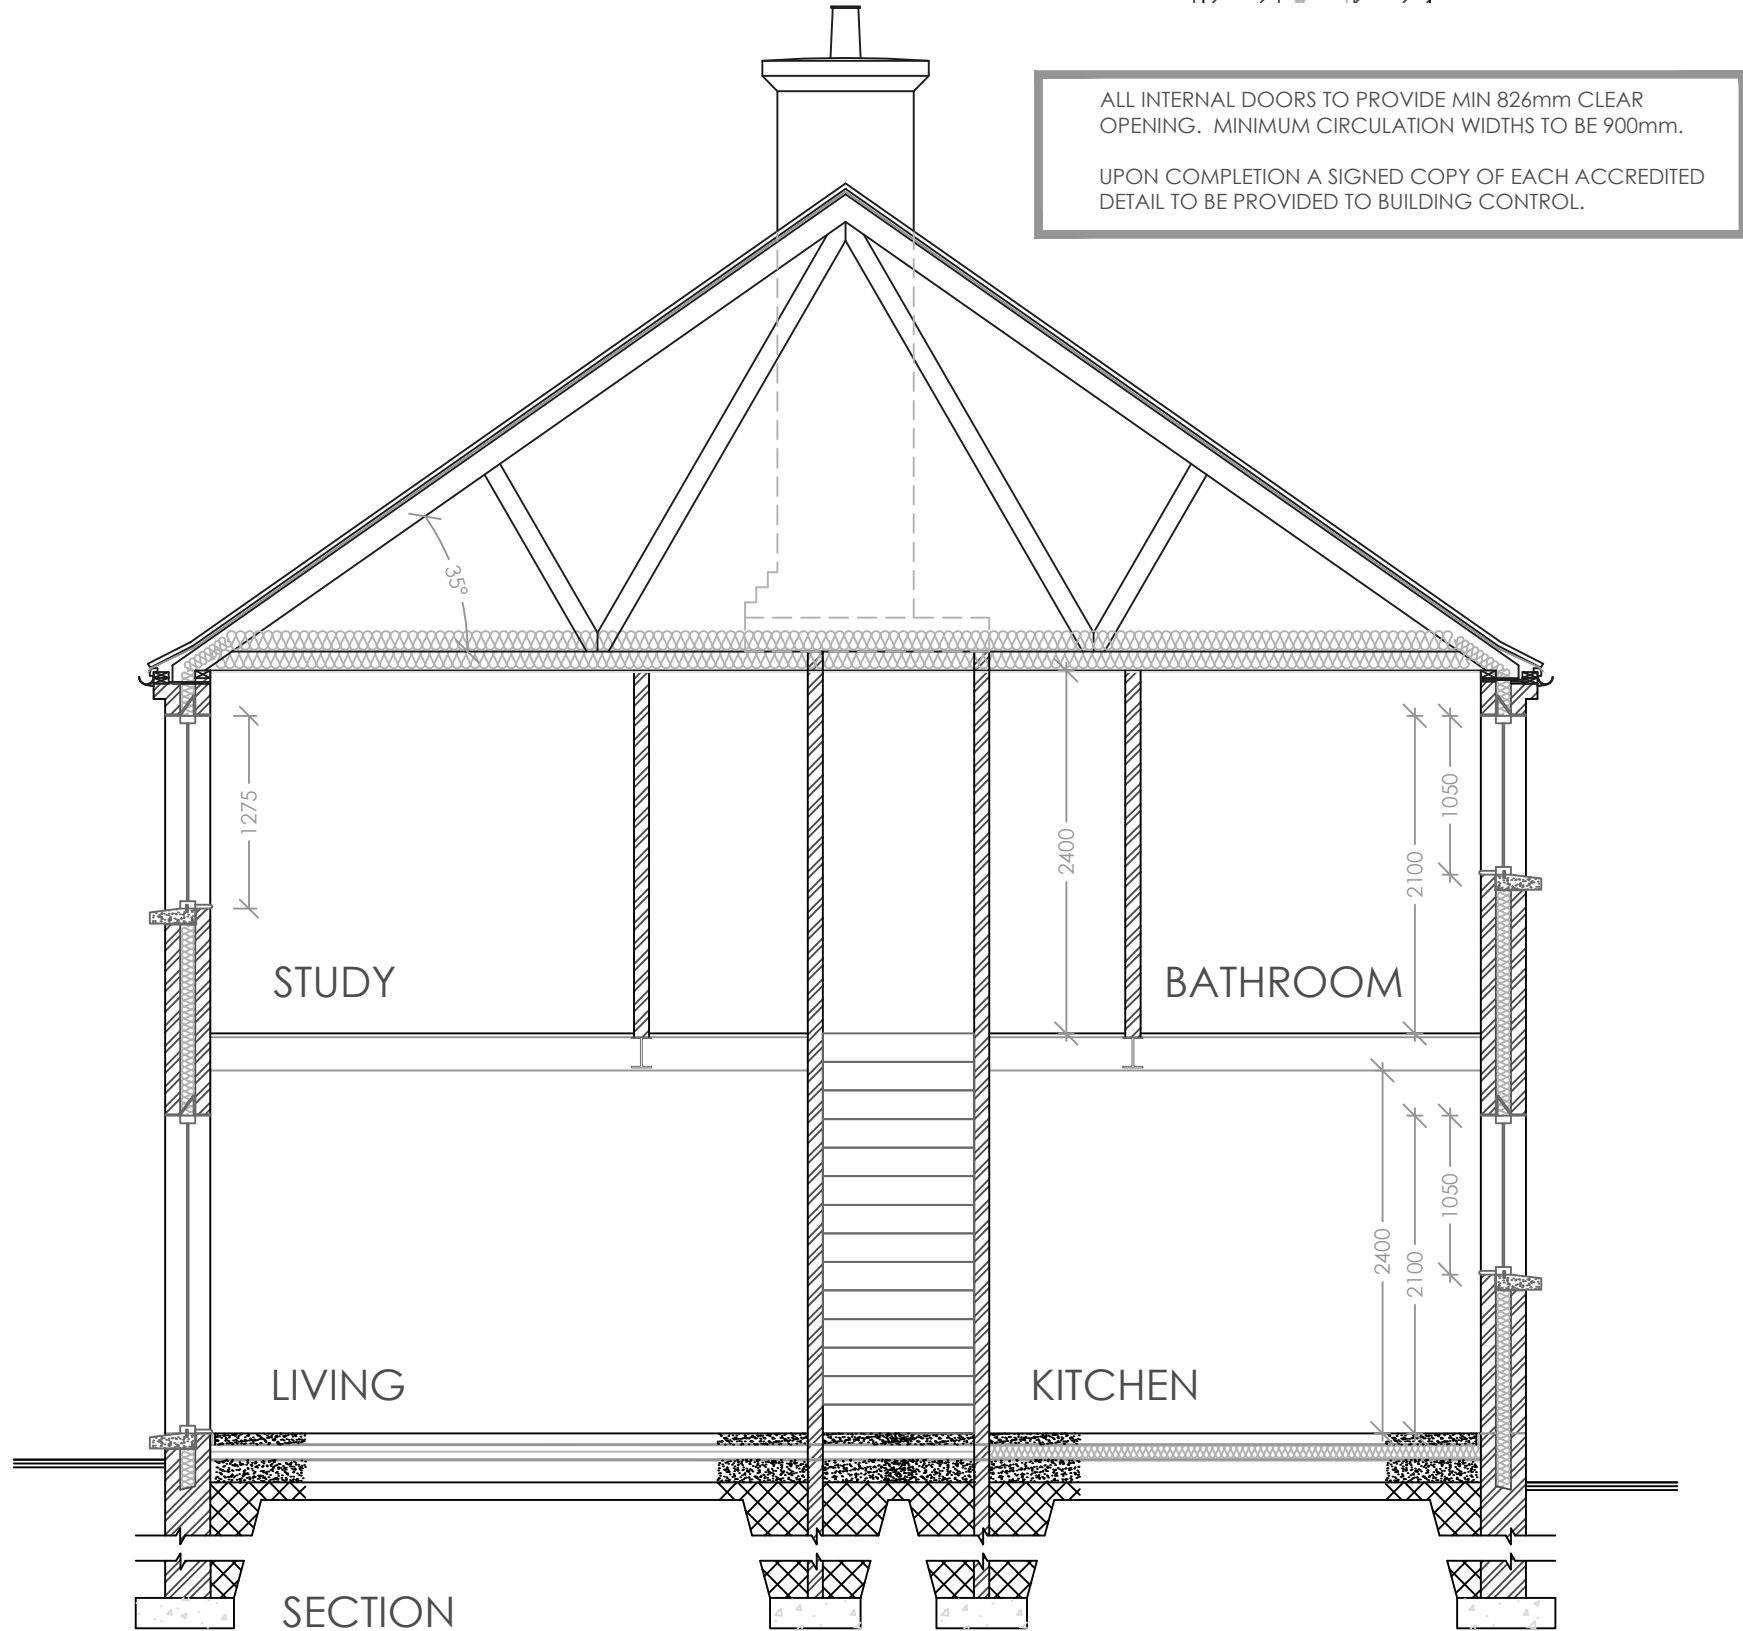 ALL INTERNAL DOORS TO PROVIDE MIN 826mm CLEAR
OPENING. MINIMUM CIRCULATION WIDTHS TO BE 900mm.
UPON COMPLETION A SIGNED COPY OF EACH ACCREDITED
DETAIL TO BE PROVIDED TO BUILDING CONTROL.
35°
1275
2400
2100
1050
STUDY
BATHROOM
2400
2100
1050
LIVING
KITCHEN
SECTION